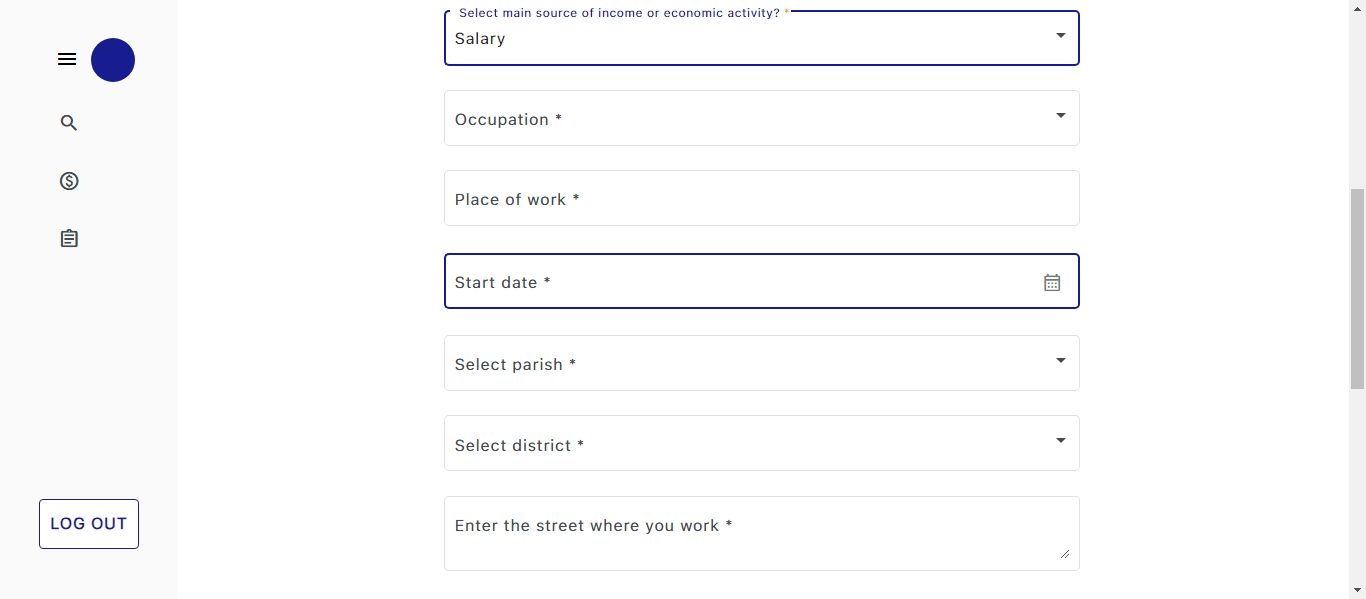 Select main source of income or economic activity? *
Salary
Occupation *
Place of work *
Start date *
Select parish *
Select district *
Enter the street where you work *
LOG OUT